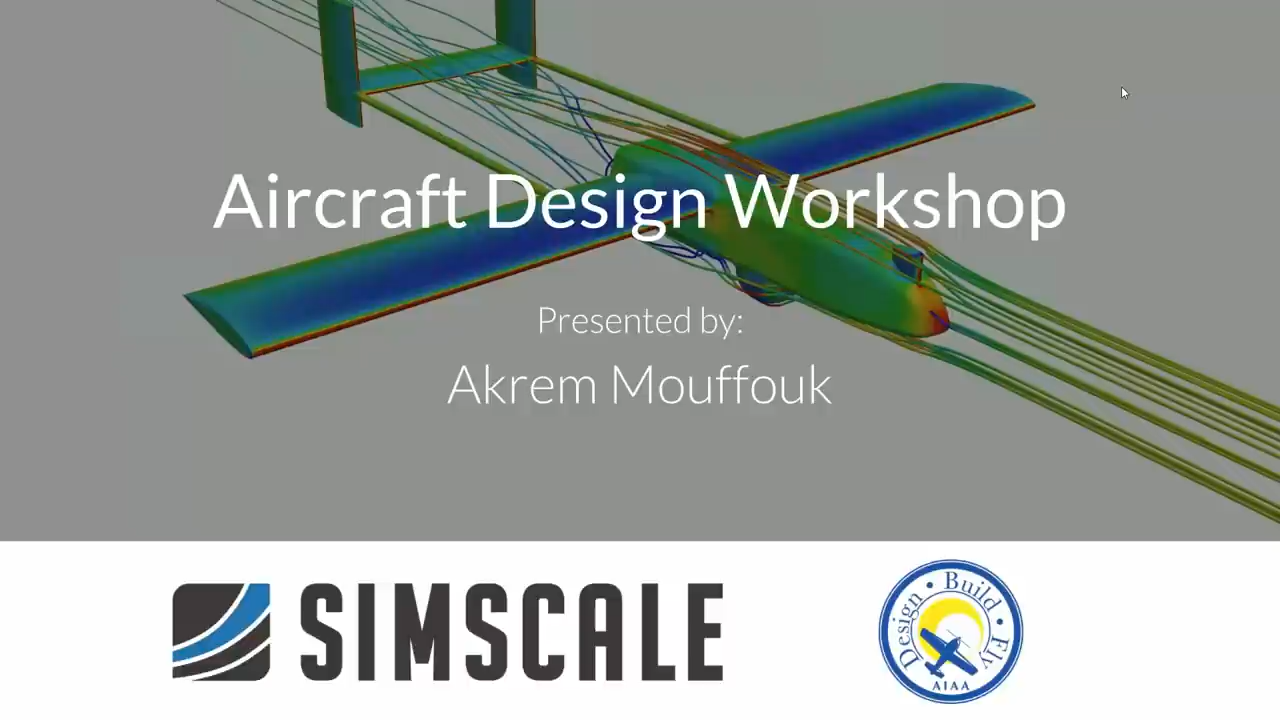 Aircraft Design Workshop
Presented by:
Akrem Mouffouk
SIMSCALE
Design • Build • Fly
AIAA